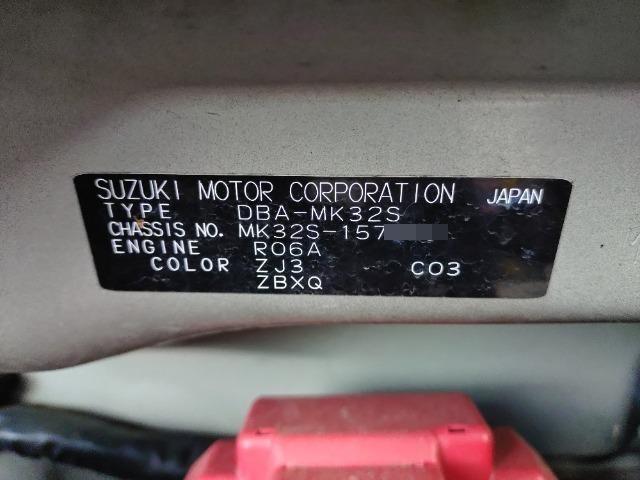 SUZUKI MOTOR CORPORATION JAPAN
TYPE DBA-MK32S
CHASSIS NO. MK32S-157
ENGINE R06A
COLOR ZJ3 C03
ZBXQ